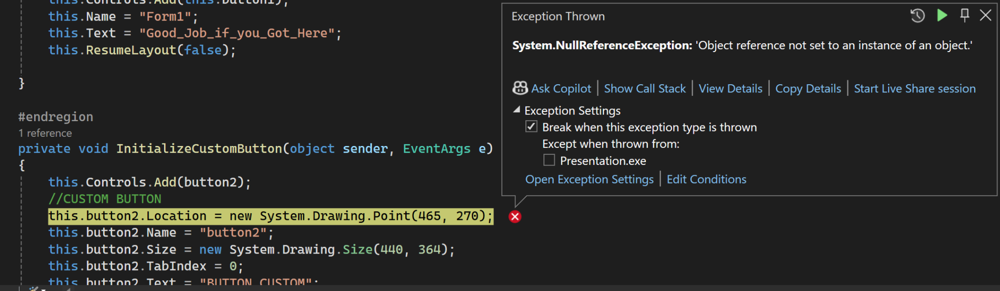 this.Controls.Add(this.button1);
this.Name = "Form1";
this.Text = "Good_Job_if_you_Got_Here";
this.ResumeLayout(false);
}
#endregion
1 reference
private void InitializeCustomButton(object sender, EventArgs e)
{
this.Controls.Add(button2);
//CUSTOM BUTTON
this.button2.Location = new System.Drawing.Point(465, 270);
this.button2.Name = "button2";
this.button2.Size = new System.Drawing.Size(440, 364);
this.button2.TabIndex = 0;
this.button2.Text = "BUTTON CUSTOM";
Exception Thrown
System.NullReferenceException: 'Object reference not set to an instance of an object.'
Ask Copilot | Show Call Stack | View Details | Copy Details | Start Live Share session
Exception Settings
Break when this exception type is thrown
Except when thrown from:
Presentation.exe
Open Exception Settings | Edit Conditions